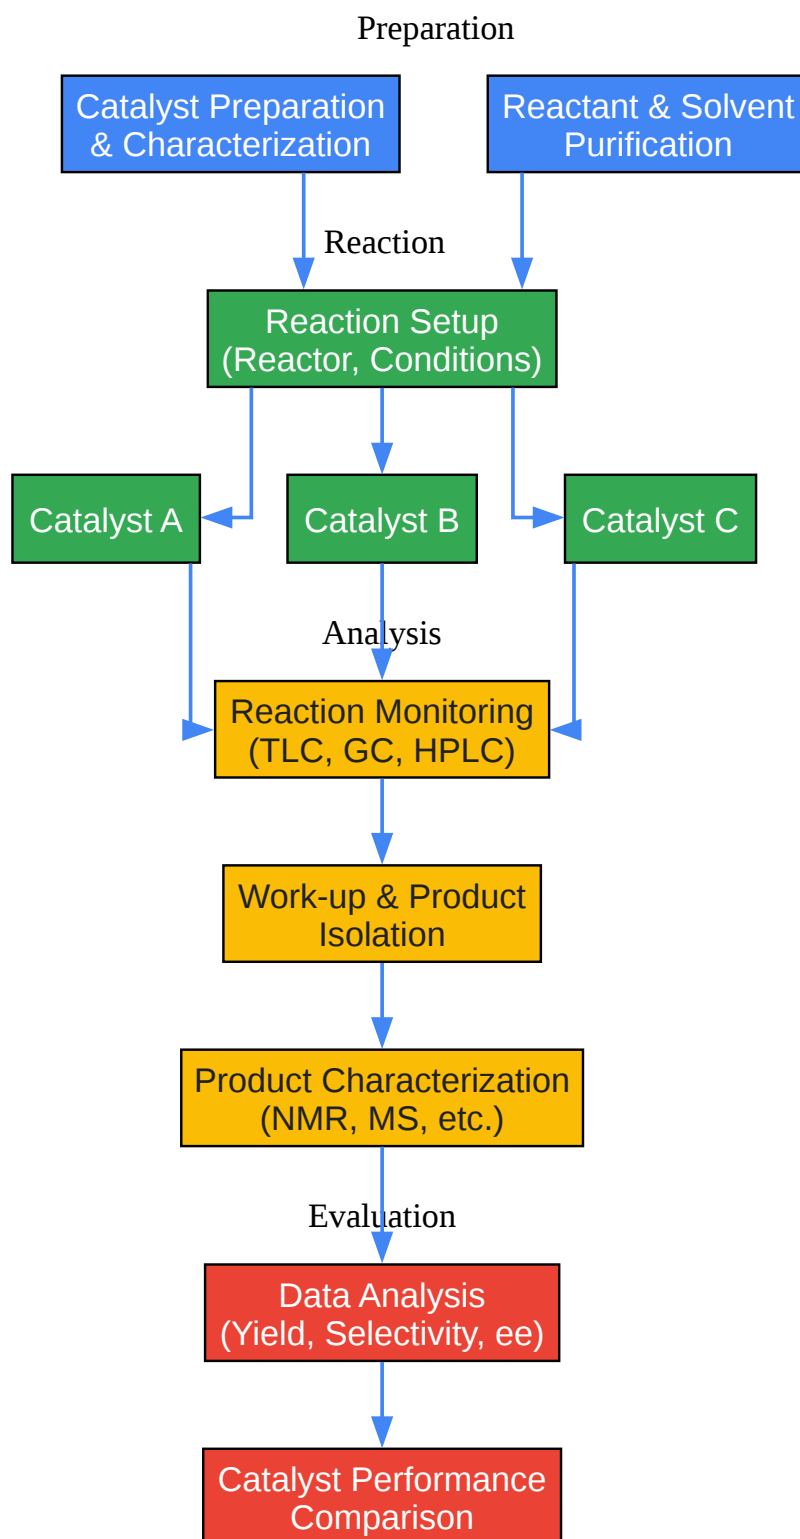 Preparation
Catalyst Preparation
& Characterization
Reactant & Solvent
Purification
Reaction
Reaction Setup
(Reactor, Conditions)
Catalyst A
Catalyst B
Catalyst C
Analysis
Reaction Monitoring
(TLC, GC, HPLC)
Work-up & Product
Isolation
Product Characterization
(NMR, MS, etc.)
Evaluation
Data Analysis
(Yield, Selectivity, ee)
Catalyst Performance
Comparison